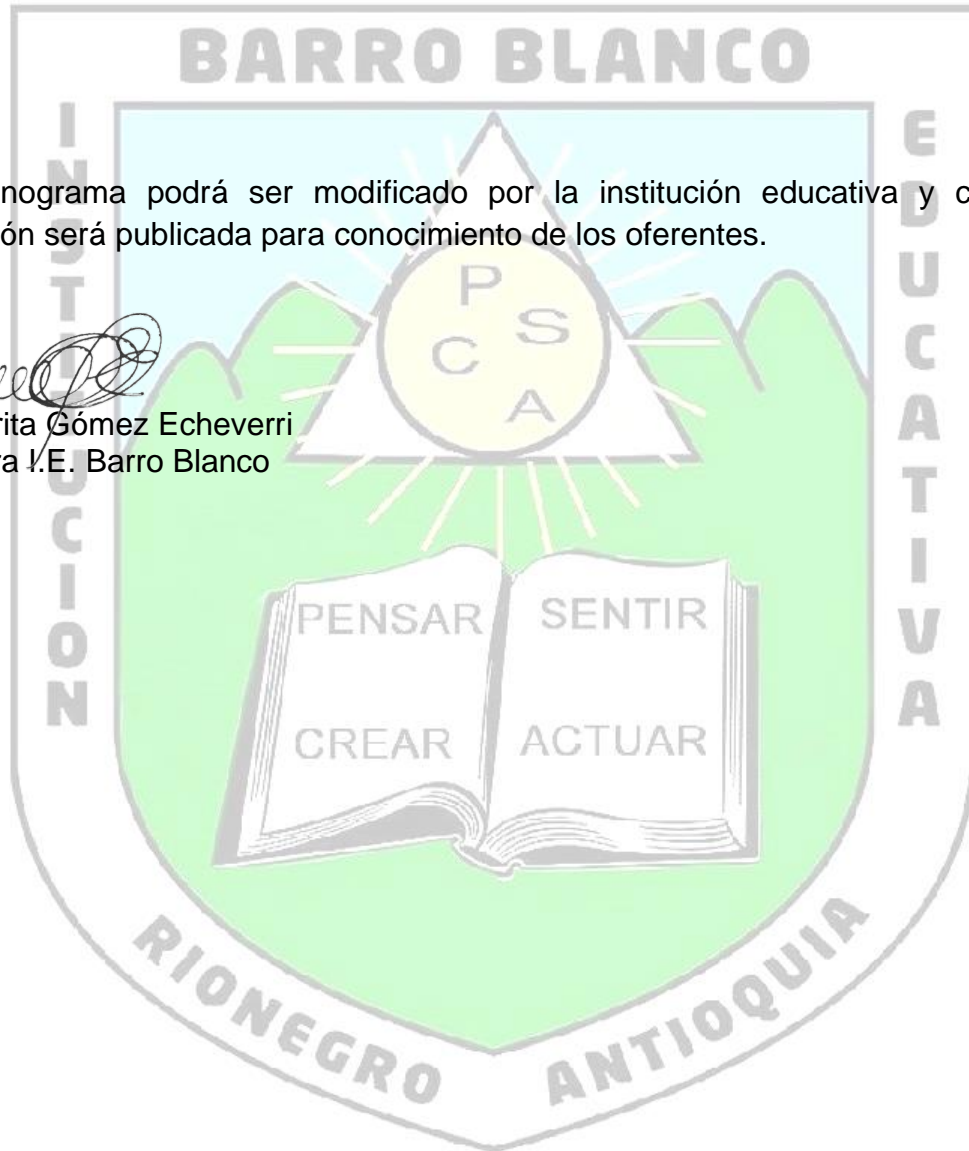 BARRO BLANCO
INSTITUCION
EDUCATIVA
nograma podrá ser modificado por la institución educativa y c
ón será publicada para conocimiento de los oferentes.
rita Gómez Echeverri
ra I.E. Barro Blanco
P
S
C
A
PENSAR
SENTIR
CREAR
ACTUAR
RIONEGRO ANTIOQUIA